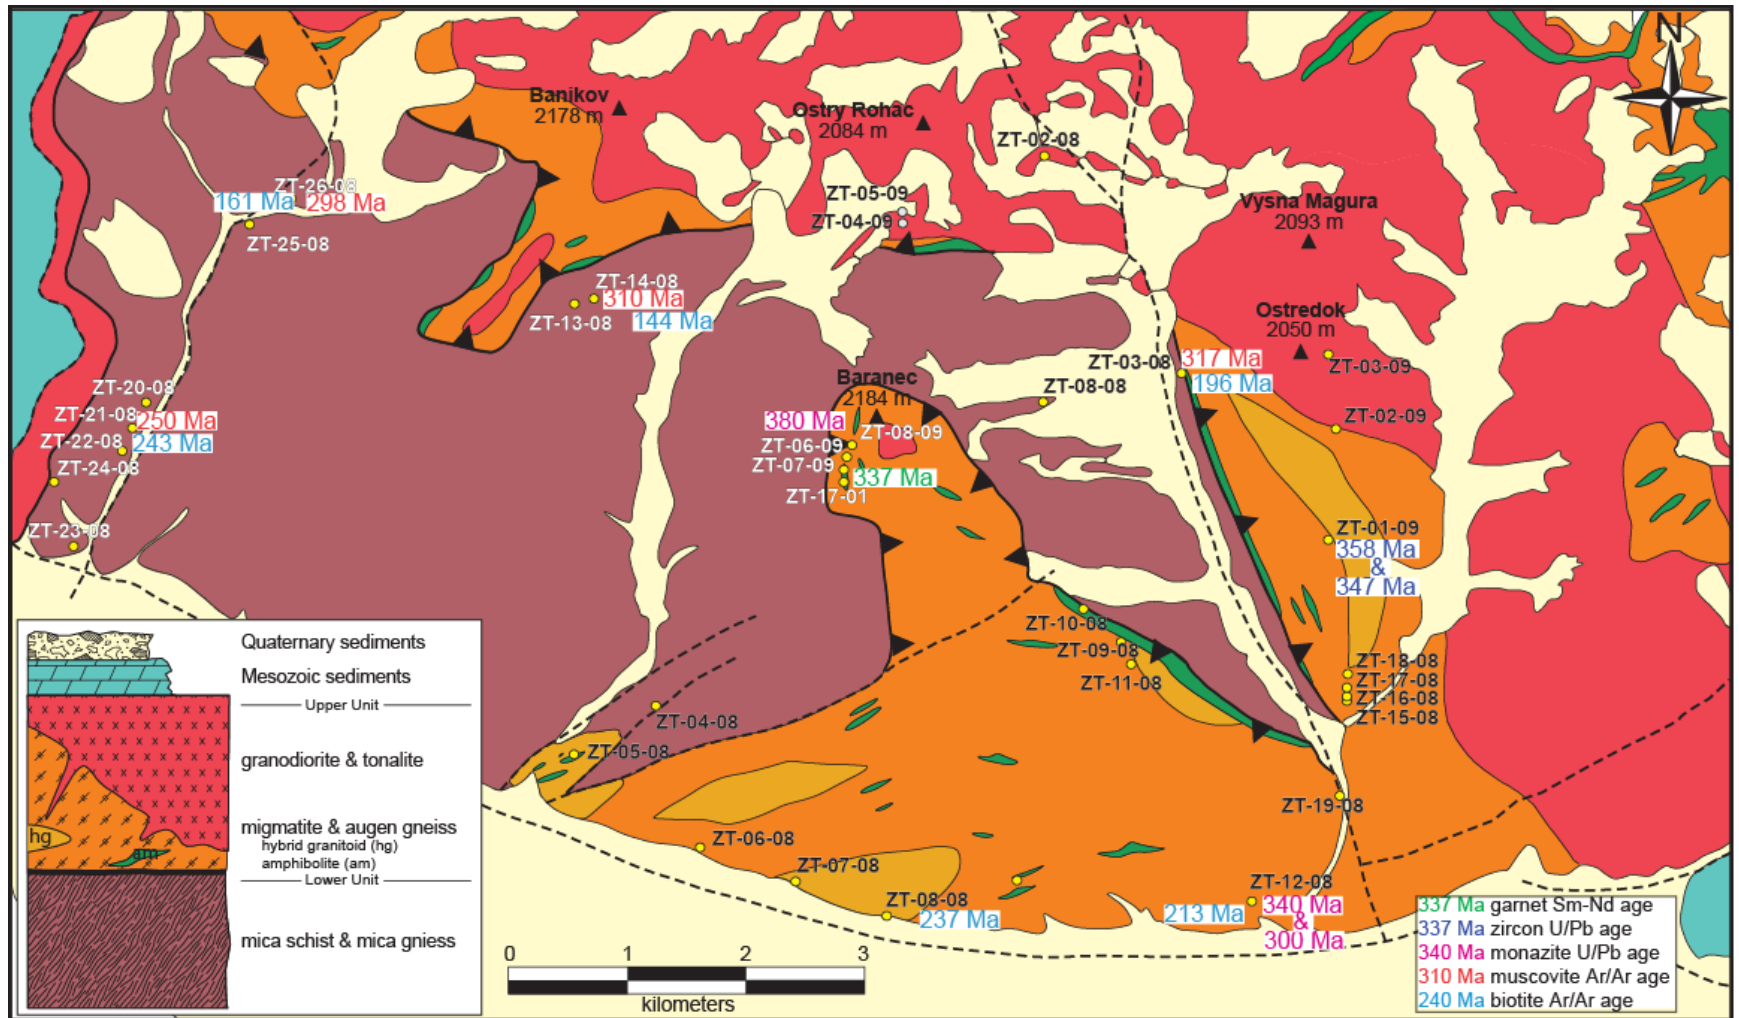 N
Banikov
2178 m
Ostry Rohac
2084 m
ZT-02-08
ZT-26-08
161 Ma 298 Ma
ZT-25-08
ZT-05-09
ZT-04-09
Vysna Magura
2093 m
ZT-14-08
310 Ma
ZT-13-08
144 Ma
Ostredok
2050 m
ZT-03-09
ZT-03-08
317 Ma
196 Ma
Baranec
2184 m
ZT-08-08
ZT-20-08
ZT-21-08
250 Ma
ZT-22-08
243 Ma
ZT-24-08
ZT-23-08
380 Ma
ZT-08-09
ZT-06-09
ZT-07-09
337 Ma
ZT-17-01
ZT-02-09
ZT-01-09
358 Ma
&
347 Ma
ZT-10-08
ZT-09-08
ZT-11-08
ZT-18-08
ZT-17-08
ZT-16-08
ZT-15-08
ZT-04-08
ZT-05-08
ZT-19-08
ZT-06-08
ZT-07-08
ZT-08-08
237 Ma
ZT-12-08
213 Ma
340 Ma
&
300 Ma
Quaternary sediments
Mesozoic sediments
Upper Unit
granodiorite & tonalite
migmatite & augen gneiss
hg
hybrid granitoid (hg)
am
amphibolite (am)
Lower Unit
mica schist & mica gniess
0 1 2 3
kilometers
337 Ma garnet Sm-Nd age
337 Ma zircon U/Pb age
340 Ma monazite U/Pb age
310 Ma muscovite Ar/Ar age
240 Ma biotite Ar/Ar age